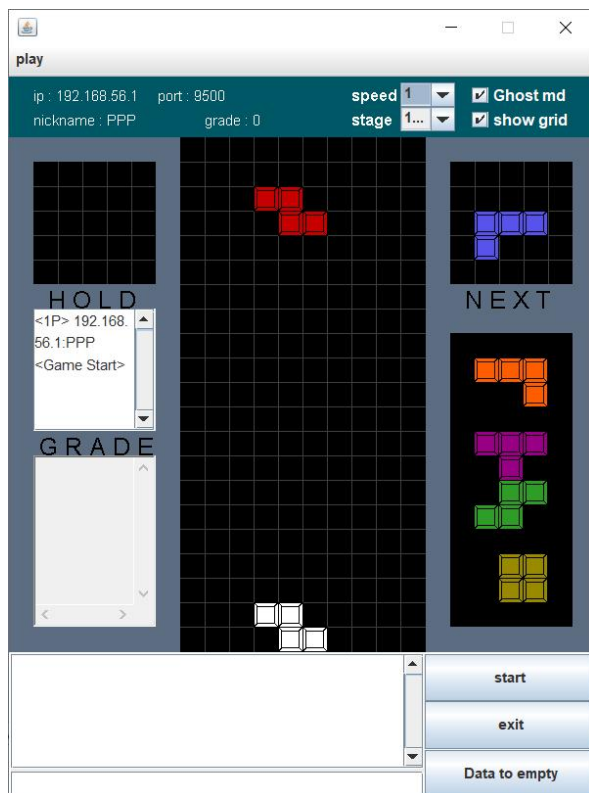 play
ip : 192.168.56.1 port : 9500 speed 1 Ghost md
nickname : PPP grade : 0 stage 1... show grid
HOLD
NEXT
<1P> 192.168.
56.1:PPP
<Game Start>
GRADE
start
exit
Data to empty